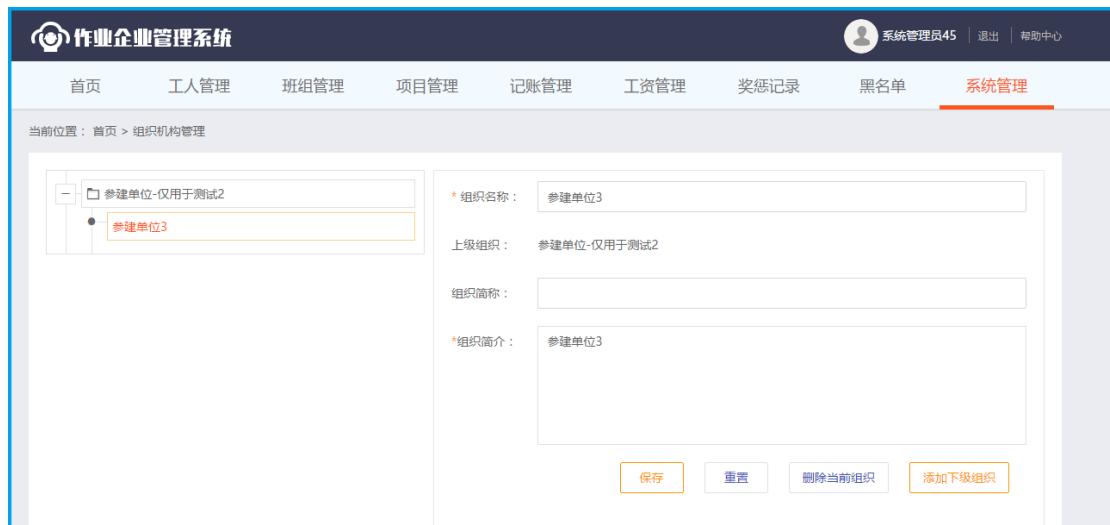 作业企业管理系统
系统管理员45 退出 帮助中心
首页 工人管理 班组管理 项目管理 记账管理 工资管理 奖惩记录 黑名单 系统管理
当前位置： 首页 > 组织机构管理
参建单位-仅用于测试2
参建单位3
* 组织名称： 参建单位3
上级组织： 参建单位-仅用于测试2
组织简称：
*组织简介： 参建单位3
保存 重置 删除当前组织 添加下级组织